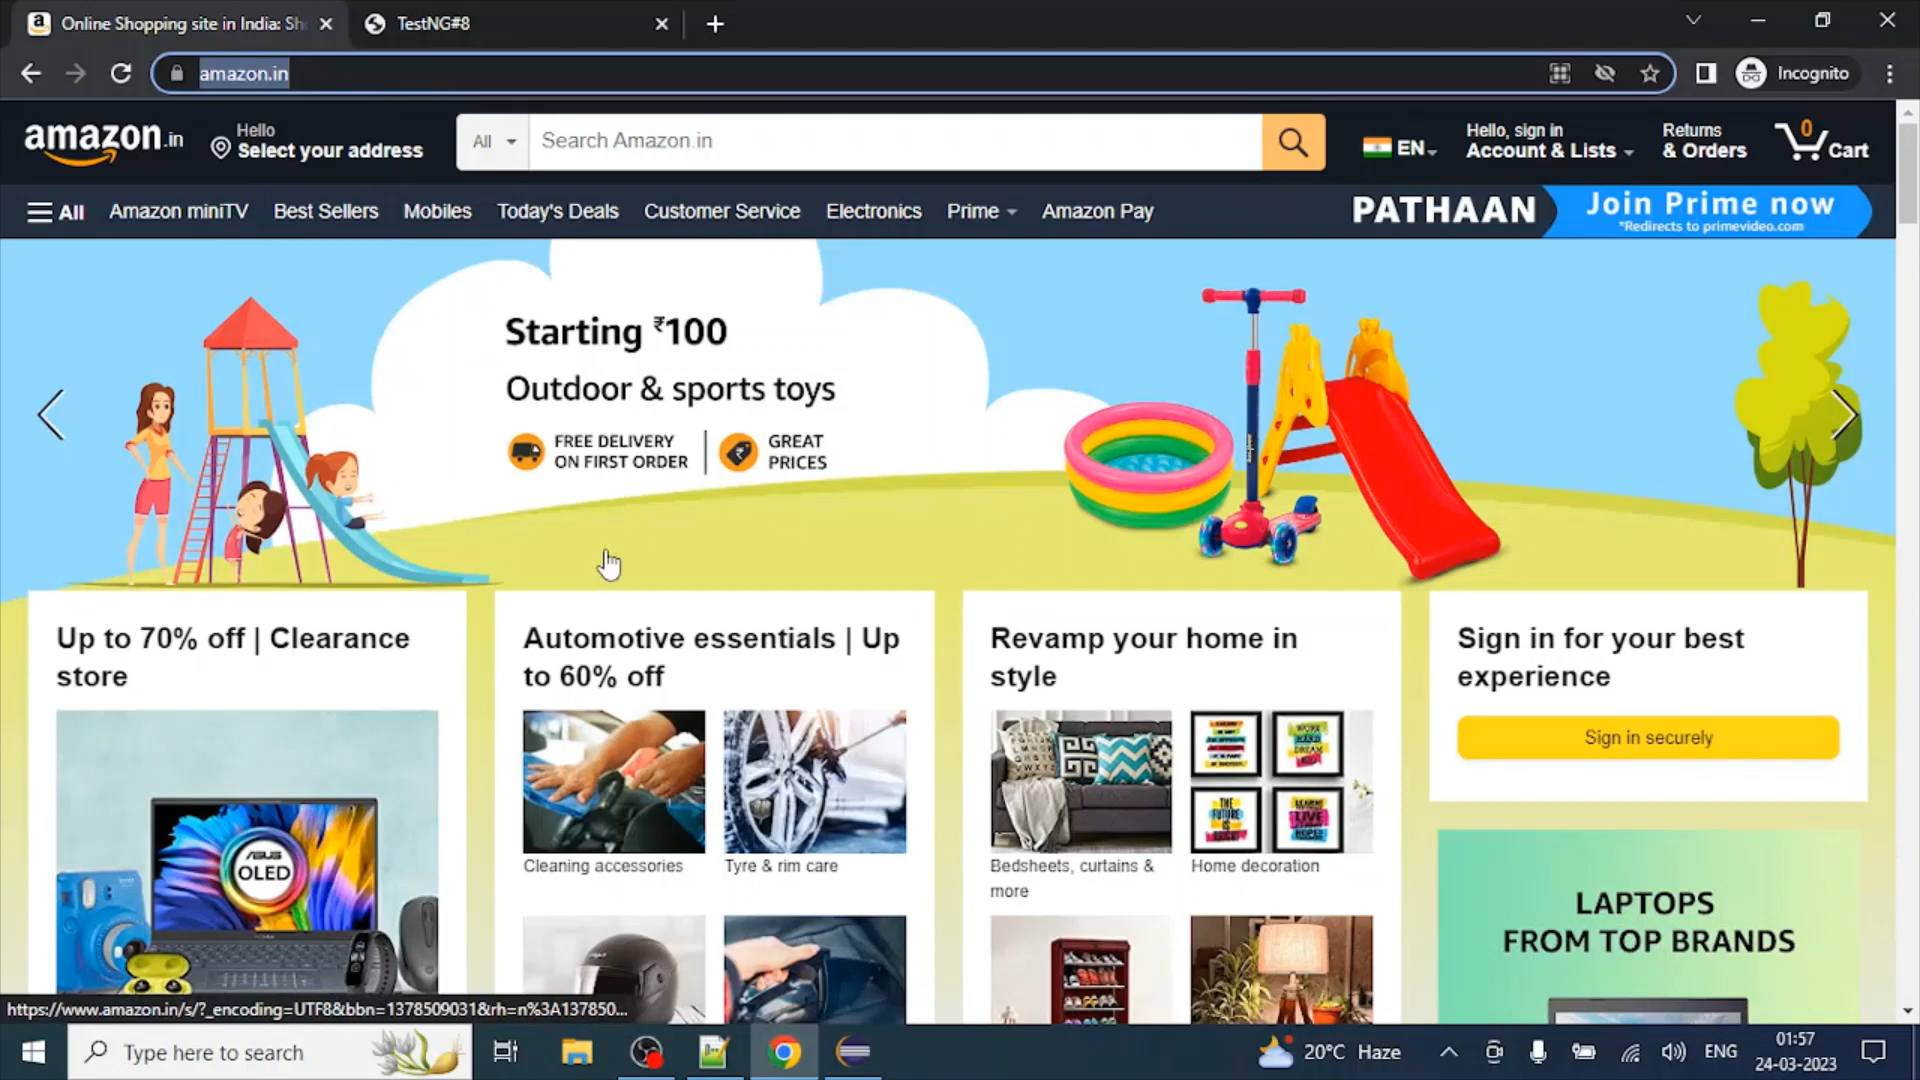 Online Shopping site in India: Sh
TestNG#8
amazon.in
Incognito
amazon.in
Hello
Select your address
All
Search Amazon.in
EN
Hello, sign in
Account & Lists
Returns
& Orders
0
Cart
All
Amazon miniTV
Best Sellers
Mobiles
Today's Deals
Customer Service
Electronics
Prime
Amazon Pay
PATHAAN
Join Prime now
*Redirects to primevideo.com
Starting ₹100
Outdoor & sports toys
FREE DELIVERY
ON FIRST ORDER
GREAT
PRICES
Up to 70% off | Clearance
store
ASUS
OLED
Automotive essentials | Up
to 60% off
Cleaning accessories
Tyre & rim care
Revamp your home in
style
Bedsheets, curtains &
more
Home decoration
Sign in for your best
experience
Sign in securely
LAPTOPS
FROM TOP BRANDS
https://www.amazon.in/s/?_encoding=UTF8&bbn=1378509031&rh=n%3A137850...
Type here to search
20°C Haze
ENG
01:57
24-03-2023